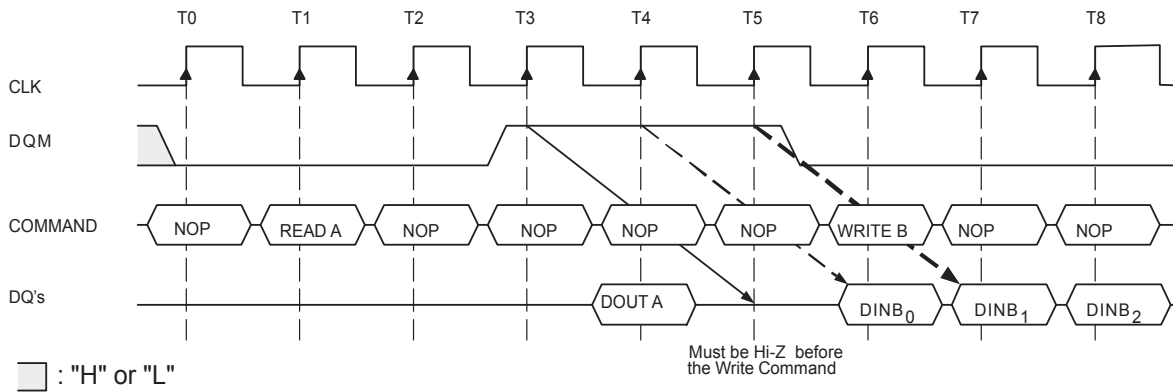 T0 T1 T2 T3 T4 T5 T6 T7 T8
CLK
DQM
COMMAND NOP READ A NOP NOP NOP NOP WRITE B NOP NOP
DQ's DOUT A DINB0 DINB1 DINB2
Must be Hi-Z before
the Write Command
: "H" or "L"